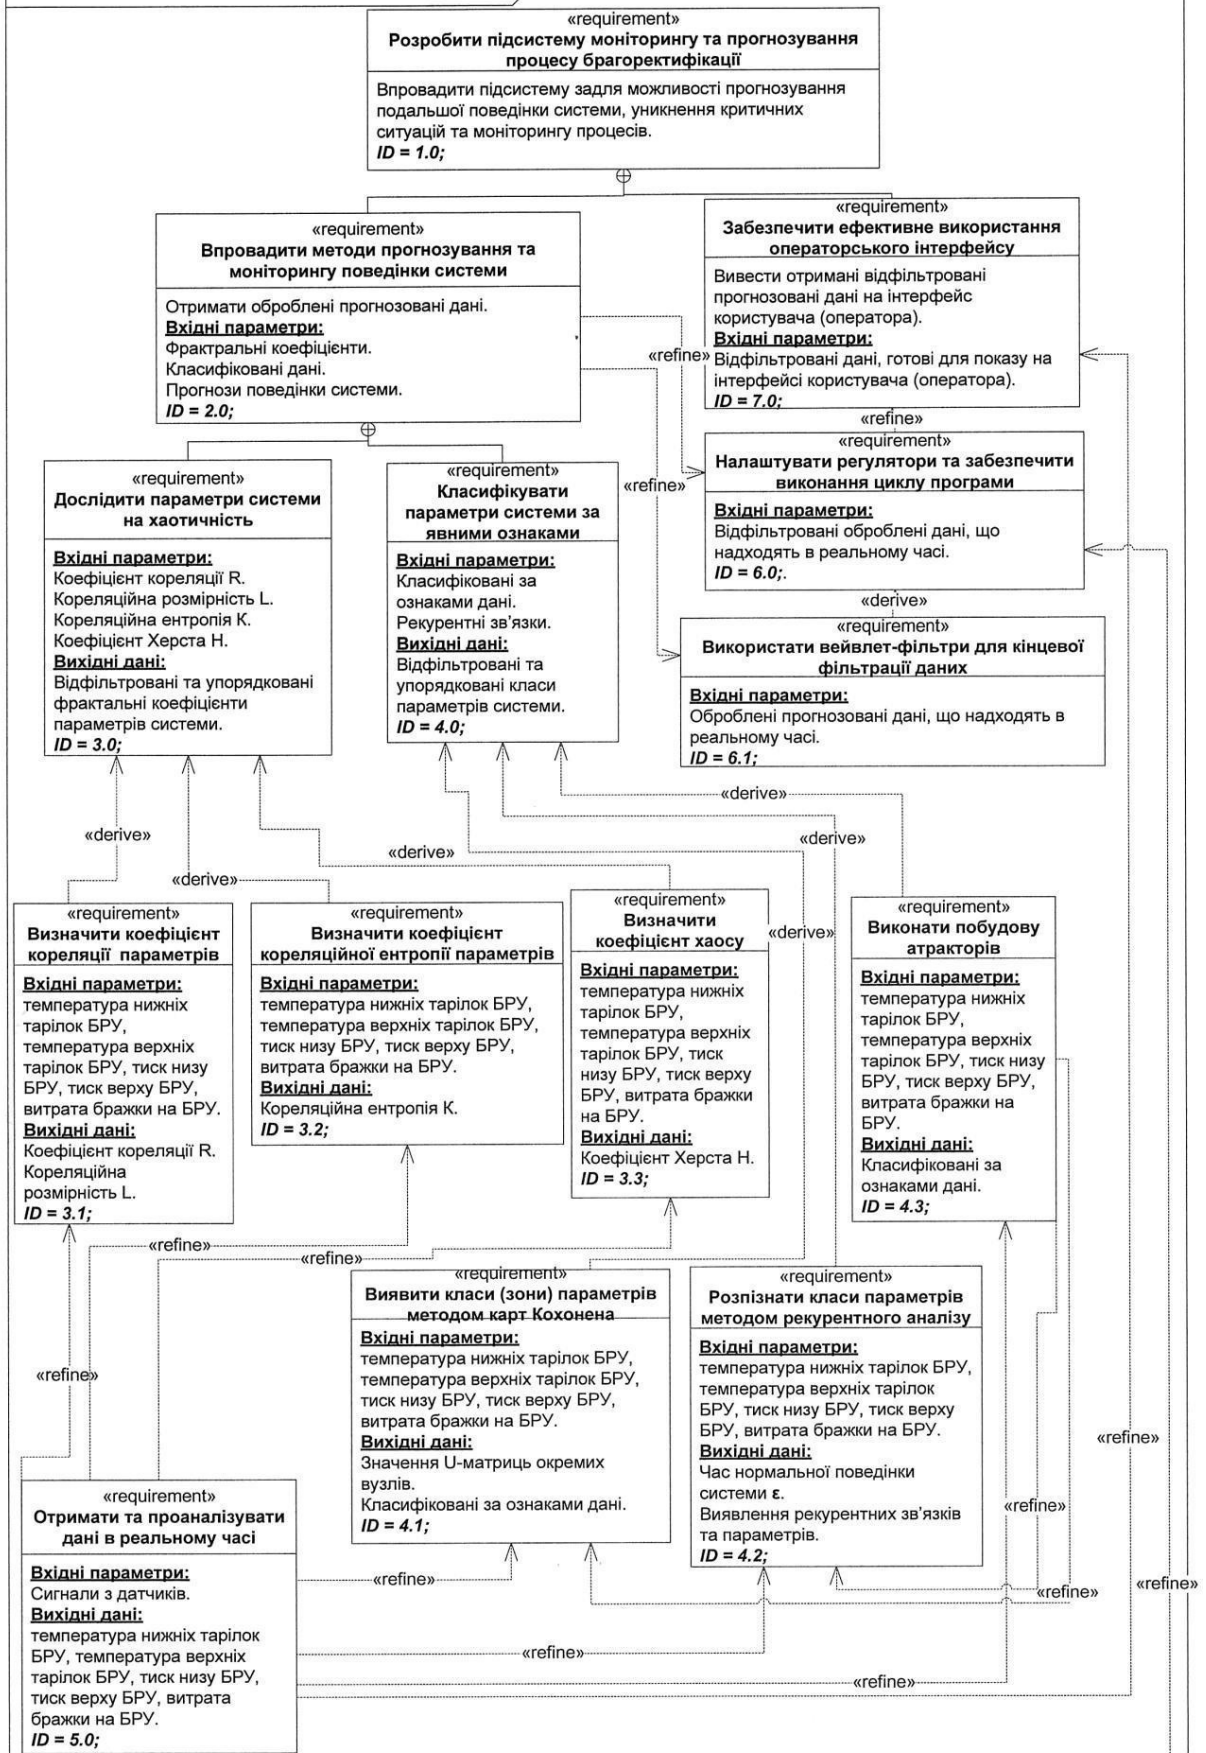 «requirement»
Розробити підсистему моніторингу та прогнозування
процесу брагоректифікації
Впровадити підсистему задля можливості прогнозування
подальшої поведінки системи, уникнення критичних
ситуацій та моніторингу процесів.
ID = 1.0;
«requirement»
Впровадити методи прогнозування та
моніторингу поведінки системи
Отримати оброблені прогнозовані дані.
Вхідні параметри:
Фрактральні коефіцієнти.
Класифіковані дані.
Прогнози поведінки системи.
ID = 2.0;
«requirement»
Забезпечити ефективне використання
операторського інтерфейсу
Вивести отримані відфільтровані
прогнозовані дані на інтерфейс
користувача (оператора).
Вхідні параметри:
Відфільтровані дані, готові для показу на
інтерфейсі користувача (оператора).
ID = 7.0;
«refine»
«refine»
«requirement»
Дослідити параметри системи
на хаотичність
Вхідні параметри:
Коефіцієнт кореляції R.
Кореляційна розмірність L.
Кореляційна ентропія К.
Коефіцієнт Херста Н.
Вихідні дані:
Відфільтровані та упорядковані
фрактальні коефіцієнти
параметрів системи.
ID = 3.0;
«requirement»
Класифікувати
параметри системи за
явними ознаками
Вхідні параметри:
Класифіковані за
ознаками дані.
Рекурентні зв’язки.
Вихідні дані:
Відфільтровані та
упорядковані класи
параметрів системи.
ID = 4.0;
«refine»
«requirement»
Налаштувати регулятори та забезпечити
виконання циклу програми
Вхідні параметри:
Відфільтровані оброблені дані, що
надходять в реальному часі.
ID = 6.0;.
«derive»
«requirement»
Використати вейвлет-фільтри для кінцевої
фільтрації даних
Вхідні параметри:
Оброблені прогнозовані дані, що надходять в
реальному часі.
ID = 6.1;
«derive»
«derive»
«derive»
«derive»
«derive»
«derive»
«requirement»
Визначити коефіцієнт
кореляції параметрів
Вхідні параметри:
температура нижніх
тарілок БРУ,
температура верхніх
тарілок БРУ, тиск низу
БРУ, тиск верху БРУ,
витрата бражки на БРУ.
Вихідні дані:
Коефіцієнт кореляції R.
Кореляційна
розмірність L.
ID = 3.1;
«requirement»
Визначити коефіцієнт
кореляційної ентропії параметрів
Вхідні параметри:
температура нижніх тарілок БРУ,
температура верхніх тарілок БРУ,
тиск низу БРУ, тиск верху БРУ,
витрата бражки на БРУ.
Вихідні дані:
Кореляційна ентропія К.
ID = 3.2;
«requirement»
Визначити
коефіцієнт хаосу
Вхідні параметри:
температура нижніх
тарілок БРУ,
температура верхніх
тарілок БРУ, тиск
низу БРУ, тиск верху
БРУ, витрата бражки
на БРУ.
Вихідні дані:
Коефіцієнт Херста Н.
ID = 3.3;
«requirement»
Виконати побудову
атракторів
Вхідні параметри:
температура нижніх
тарілок БРУ,
температура верхніх
тарілок БРУ, тиск низу
БРУ, тиск верху БРУ,
витрата бражки на
БРУ.
Вихідні дані:
Класифіковані за
ознаками дані.
ID = 4.3;
«refine»
«refine»
«refine»
«requirement»
Виявити класи (зони) параметрів
методом карт Кохонена
Вхідні параметри:
температура нижніх тарілок БРУ,
температура верхніх тарілок БРУ,
тиск низу БРУ, тиск верху БРУ,
витрата бражки на БРУ.
Вихідні дані:
Значення U-матриць окремих
вузлів.
Класифіковані за ознаками дані.
ID = 4.1;
«requirement»
Розпізнати класи параметрів
методом рекурентного аналізу
Вхідні параметри:
температура нижніх тарілок БРУ,
температура верхніх тарілок
БРУ, тиск низу БРУ, тиск верху
БРУ, витрата бражки на БРУ.
Вихідні дані:
Час нормальної поведінки
системи ε.
Виявлення рекурентних зв’язків
та параметрів.
ID = 4.2;
«refine»
«refine»
«refine»
«refine»
«requirement»
Отримати та проаналізувати
дані в реальному часі
Вхідні параметри:
Сигнали з датчиків.
Вихідні дані:
температура нижніх тарілок
БРУ, температура верхніх
тарілок БРУ, тиск низу БРУ,
тиск верху БРУ, витрата
бражки на БРУ.
ID = 5.0;
«refine»
«refine»
«refine»